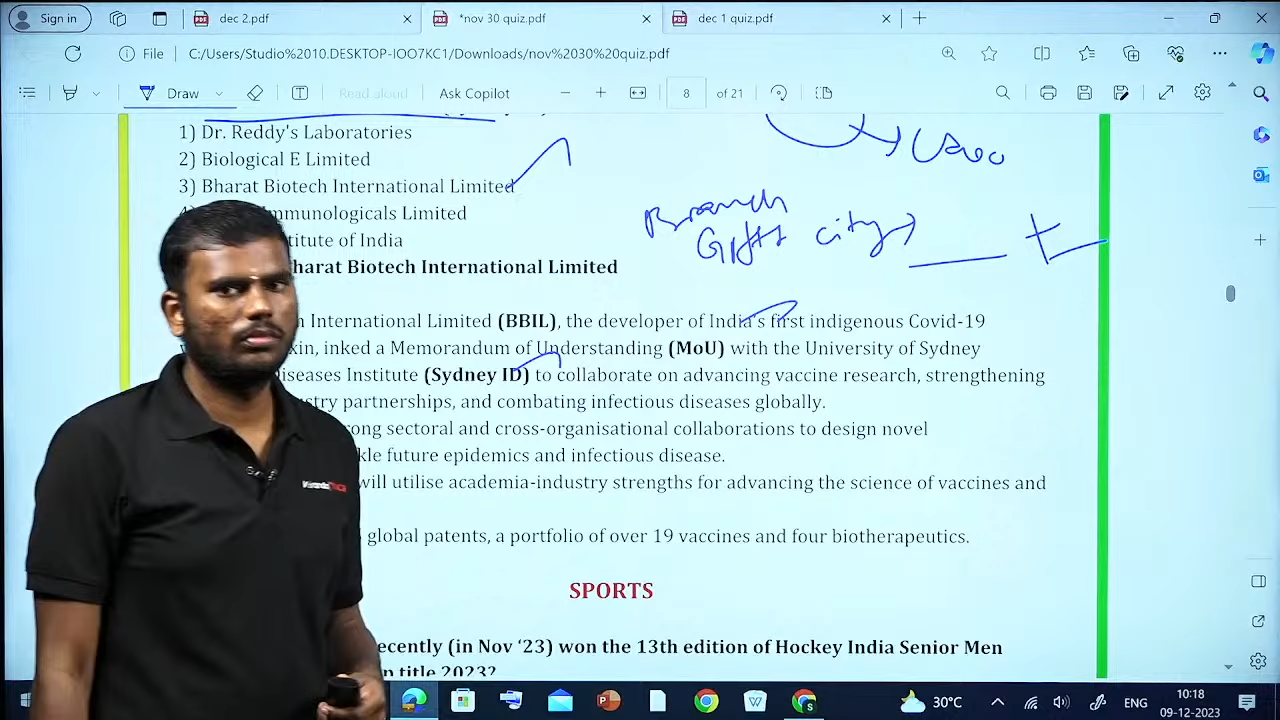 Sign in dec 2.pdf *nov 30 quiz.pdf dec 1 quiz.pdf
File C:/Users/Studio%2010.DESKTOP-IOO7KC1/Downloads/nov%2030%20quiz.pdf
Draw Read aloud Ask Copilot 8 of 21
1) Dr. Reddy's Laboratories
2) Biological E Limited
3) Bharat Biotech International Limited
4) Immunologicals Limited
stitute of India
Bharat Biotech International Limited
Branch
city
International Limited (BBIL), the developer of India's first indigenous Covid-19
xin, inked a Memorandum of Understanding (MoU) with the University of Sydney
iseases Institute (Sydney ID) to collaborate on advancing vaccine research, strengthening
stry partnerships, and combating infectious diseases globally.
rong sectoral and cross-organisational collaborations to design novel
kle future epidemics and infectious disease.
will utilise academia-industry strengths for advancing the science of vaccines and
global patents, a portfolio of over 19 vaccines and four biotherapeutics.
SPORTS
ecently (in Nov '23) won the 13th edition of Hockey India Senior Men
n title 2023?
30°C ENG 10:18
09-12-2023